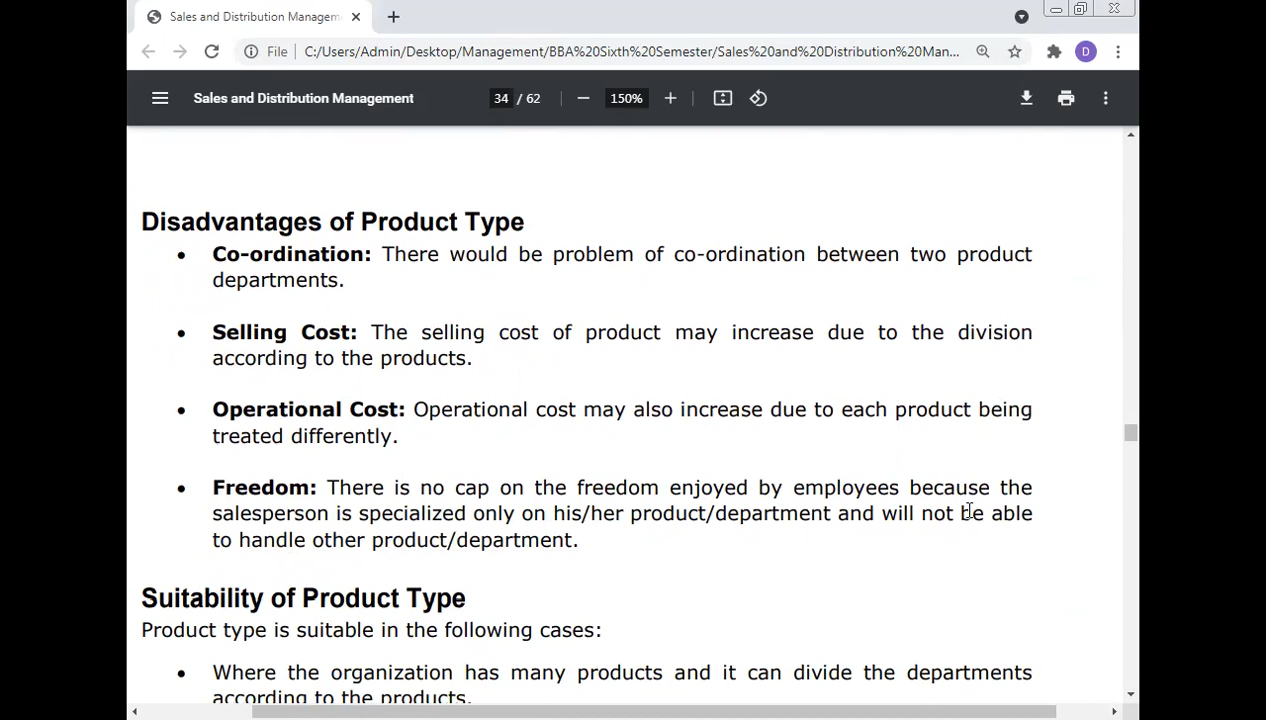 Sales and Distribution Managem
File C:/Users/Admin/Desktop/Management/BBA%20Sixth%20Semester/Sales%20and%20Distribution%20Man...
D
Sales and Distribution Management 34 / 62 150%
Disadvantages of Product Type
• Co-ordination: There would be problem of co-ordination between two product
departments.
• Selling Cost: The selling cost of product may increase due to the division
according to the products.
• Operational Cost: Operational cost may also increase due to each product being
treated differently.
• Freedom: There is no cap on the freedom enjoyed by employees because the
salesperson is specialized only on his/her product/department and will not be able
to handle other product/department.
Suitability of Product Type
Product type is suitable in the following cases:
• Where the organization has many products and it can divide the departments
according to the products.